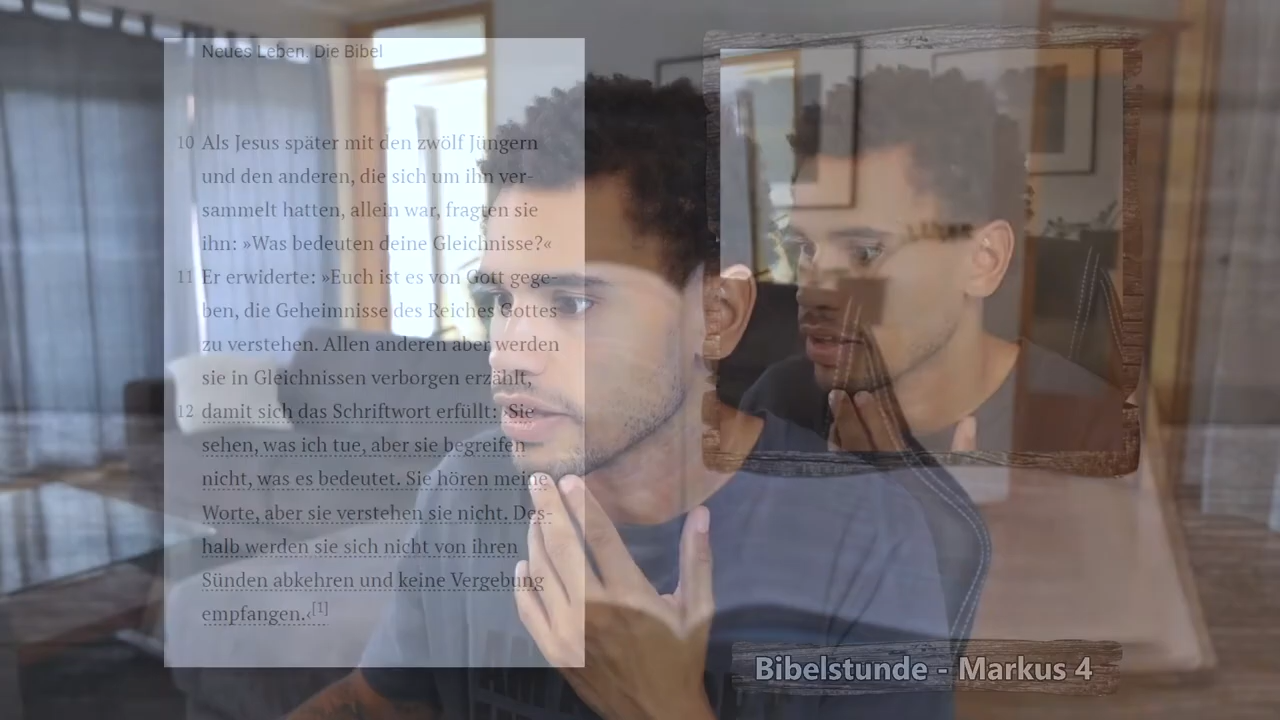 Neues Leben. Die Bibel
10 Als Jesus später mit den zwölf Jüngern
und den anderen, die sich um ihn ver-
sammelt hatten, allein war, fragten sie
ihn: »Was bedeuten deine Gleichnisse?«
11 Er erwiderte: »Euch ist es von Gott gege-
ben, die Geheimnisse des Reiches Gottes
zu verstehen. Allen anderen aber werden
sie in Gleichnissen verborgen erzählt,
12 damit sich das Schriftwort erfüllt: ›Sie
sehen, was ich tue, aber sie begreifen
nicht, was es bedeutet. Sie hören meine
Worte, aber sie verstehen sie nicht. Des-
halb werden sie sich nicht von ihren
Sünden abkehren und keine Vergebung
empfangen.‹[1]
Bibelstunde - Markus 4